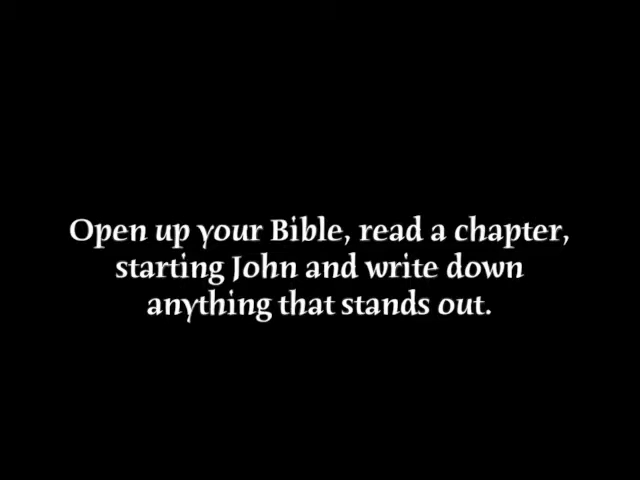 Open up your Bible, read a chapter,
starting John and write down
anything that stands out.